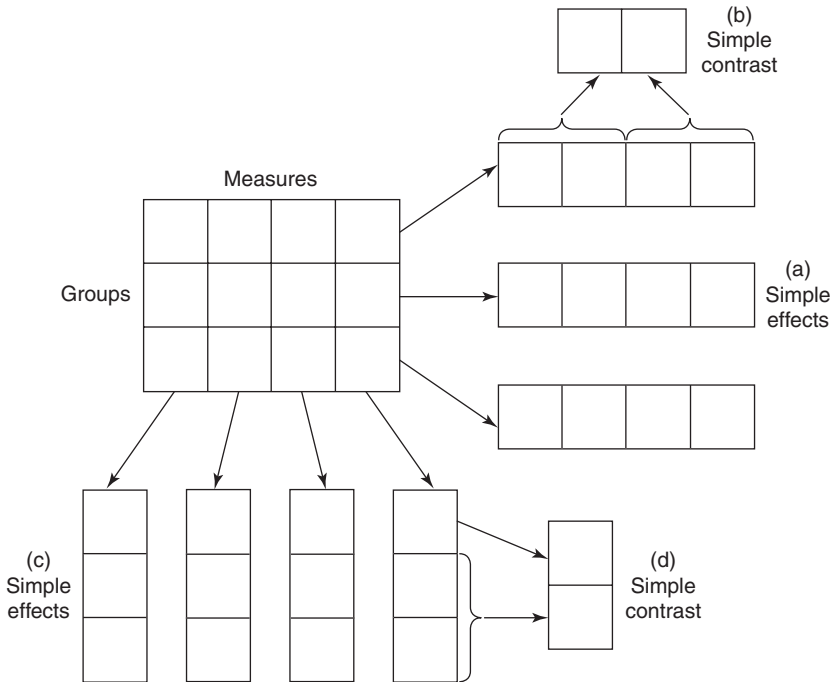 (b)
Simple
contrast
Measures
Groups
(a)
Simple
effects
(c)
Simple
effects
(d)
Simple
contrast